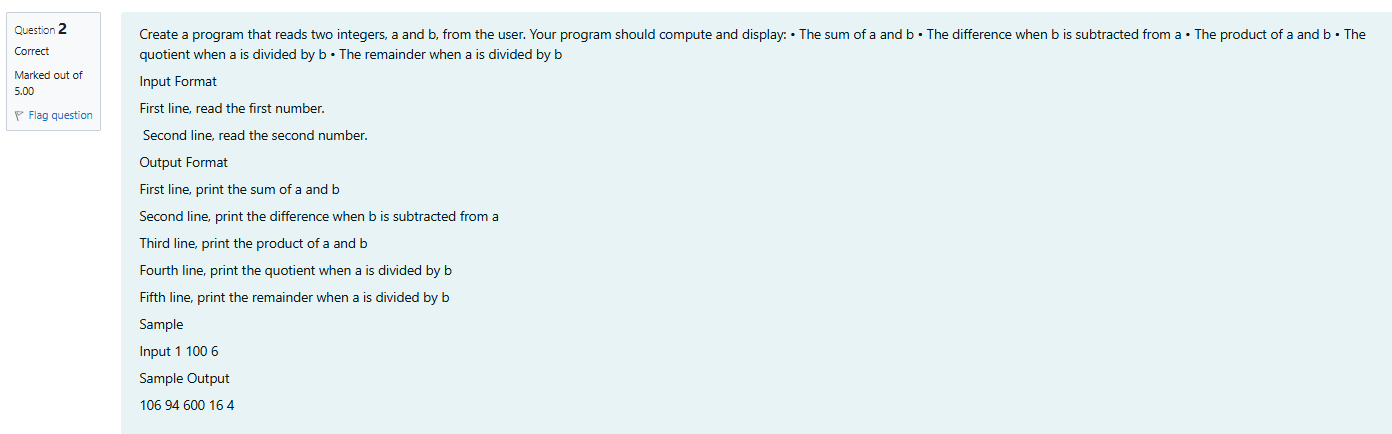 Question 2
Correct
Marked out of
5.00
Flag question
Create a program that reads two integers, a and b, from the user. Your program should compute and display: • The sum of a and b • The difference when b is subtracted from a • The product of a and b • The
quotient when a is divided by b • The remainder when a is divided by b
Input Format
First line, read the first number.
Second line, read the second number.
Output Format
First line, print the sum of a and b
Second line, print the difference when b is subtracted from a
Third line, print the product of a and b
Fourth line, print the quotient when a is divided by b
Fifth line, print the remainder when a is divided by b
Sample
Input 1 100 6
Sample Output
106 94 600 16 4